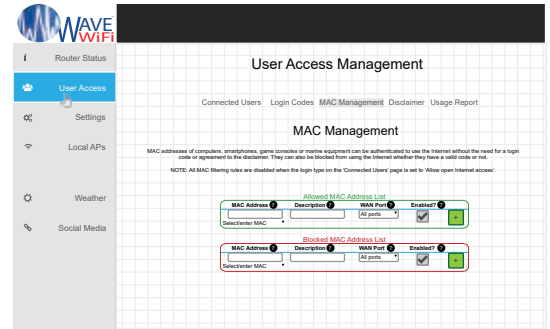 WAVE
WiFi
i Router Status
User Access
Settings
Local APs
Weather
Social Media
User Access Management
Connected Users Login Codes MAC Management Disclaimer Usage Report
MAC Management
MAC addresses of computers, smartphones, game consoles or marine equipment can be authenticated to use the Internet without the need for a login
code or agreement to the disclaimer. They can also be blocked from using the Internet whether they have a valid code or not.
NOTE: All MAC filtering rules are disabled when the login type on the 'Connected Users' page is set to 'Allow open Internet access'.
Allowed MAC Address List
MAC Address ? Description ? WAN Port ? Enabled? ?
All ports
+
Select/enter MAC
Blocked MAC Address List
MAC Address ? Description ? WAN Port ? Enabled? ?
All ports
+
Select/enter MAC